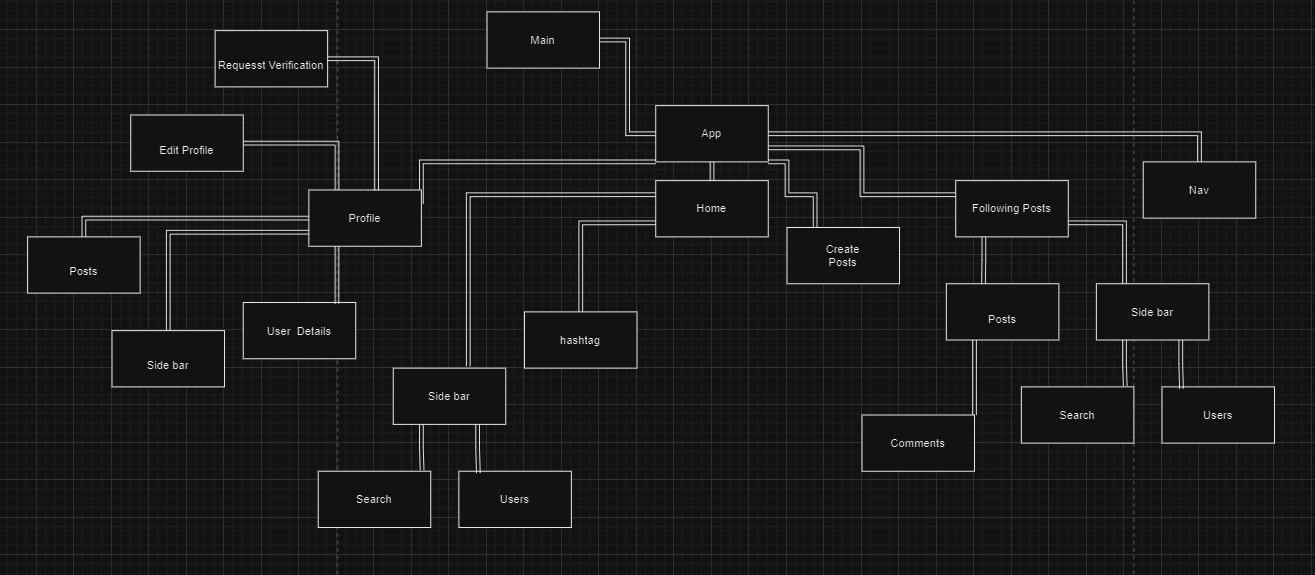 Main
Requesst Verification
App
Edit Profile
Nav
Profile
Home
Following Posts
Create
Posts
Posts
Side bar
User Details
hashtag
Posts
Side bar
Side bar
Search
Users
Comments
Search
Users